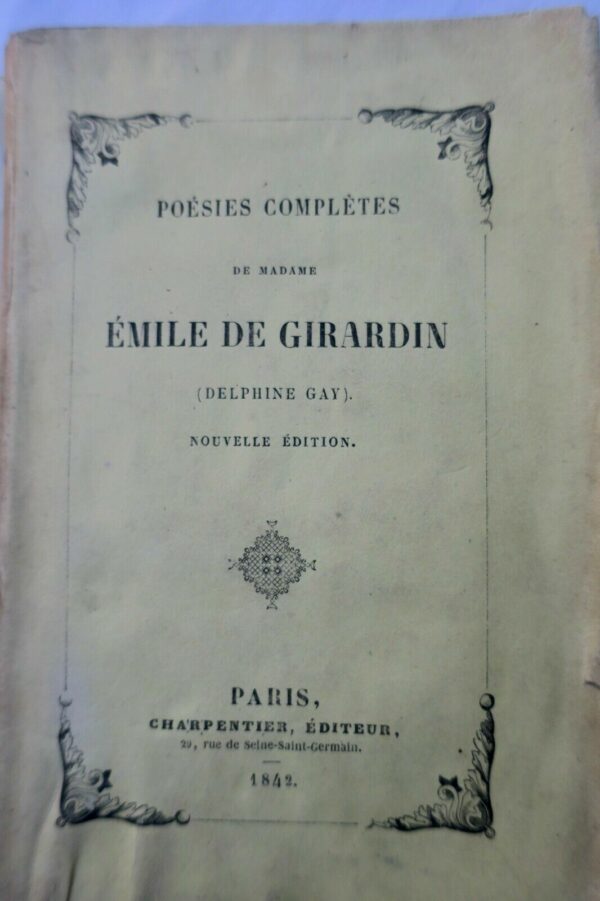 POÉSIES COMPLÈTES
DE MADAME
ÉMILE DE GIRARDIN
(DELPHINE GAY).
NOUVELLE ÉDITION.
PARIS,
CHARPENTIER, ÉDITEUR,
29, rue de Seine-Saint-Germain.
1842.